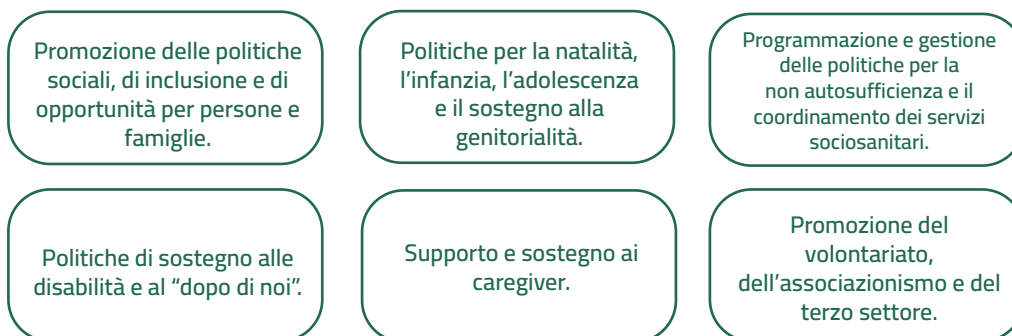 Promozione delle politiche
sociali, di inclusione e di
opportunità per persone e
famiglie.
Politiche per la natalità,
l’infanzia, l’adolescenza
e il sostegno alla
genitorialità.
Programmazione e gestione
delle politiche per la
non autosufficienza e il
coordinamento dei servizi
sociosanitari.
Politiche di sostegno alle
disabilità e al “dopo di noi”.
Supporto e sostegno ai
caregiver.
Promozione del
volontariato,
dell’associazionismo e del
terzo settore.